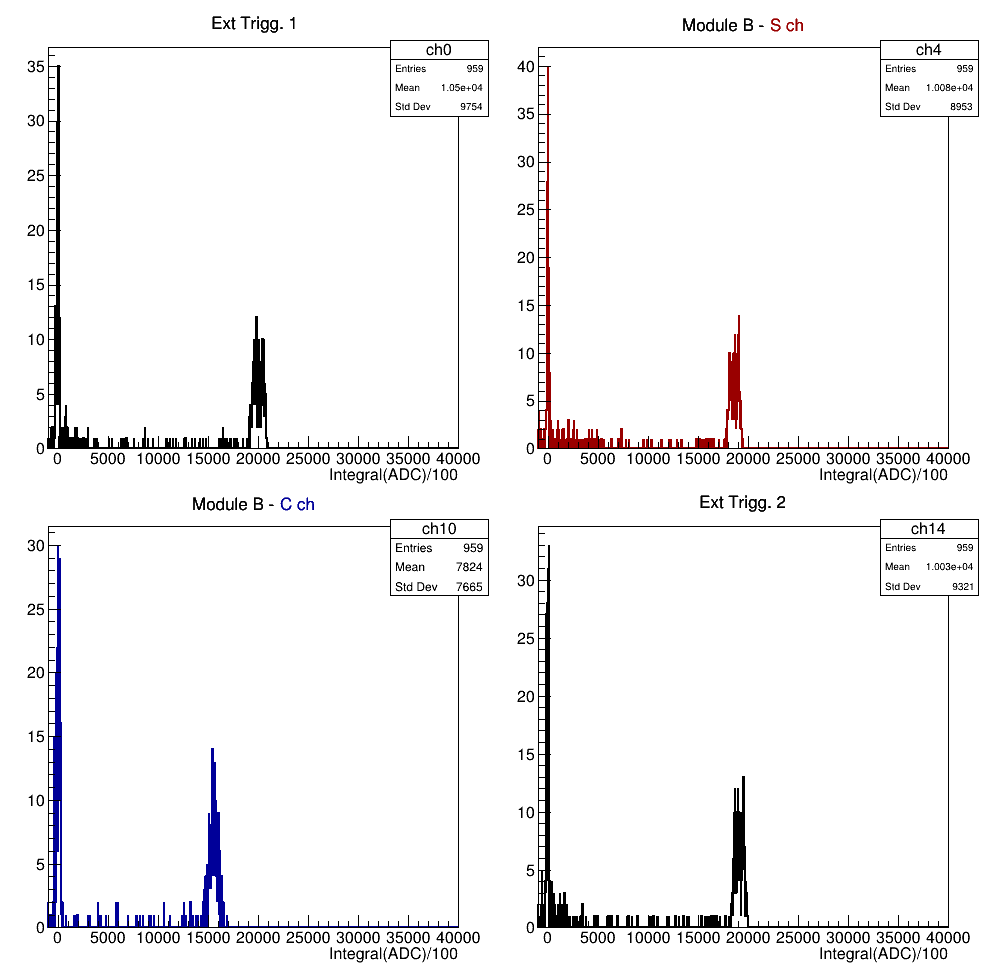 Ext Trigg. 1
ch0
Entries 959
Mean 1.05e+04
Std Dev 9754
35
30
25
20
15
10
5
0
0 5000 10000 15000 20000 25000 30000 35000 40000
Integral(ADC)/100
Module B - S ch
ch4
Entries 959
Mean 1.008e+04
Std Dev 8953
40
35
30
25
20
15
10
5
0
0 5000 10000 15000 20000 25000 30000 35000 40000
Integral(ADC)/100
Module B - C ch
ch10
Entries 959
Mean 7824
Std Dev 7665
30
25
20
15
10
5
0
0 5000 10000 15000 20000 25000 30000 35000 40000
Integral(ADC)/100
Ext Trigg. 2
ch14
Entries 959
Mean 1.003e+04
Std Dev 9321
30
25
20
15
10
5
0
0 5000 10000 15000 20000 25000 30000 35000 40000
Integral(ADC)/100